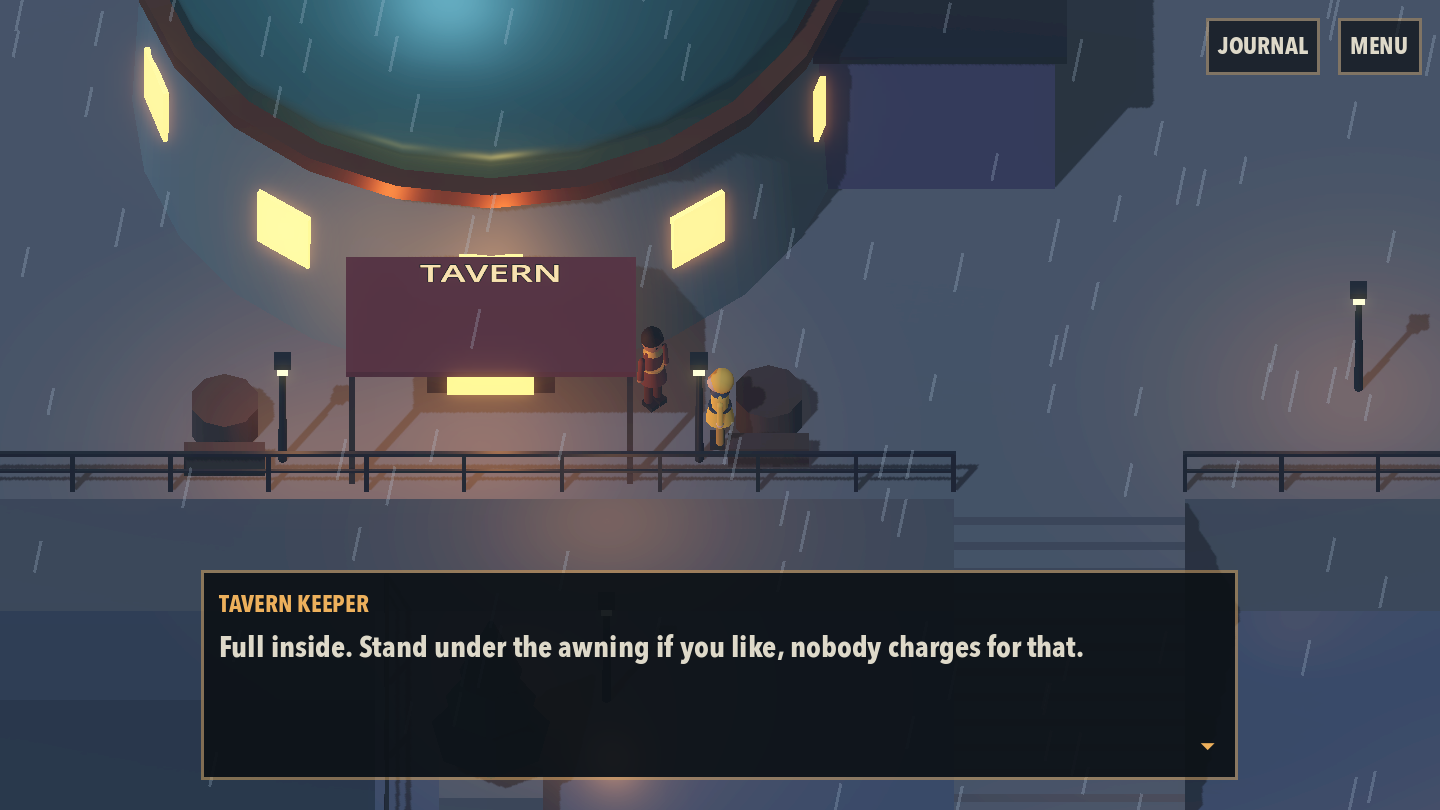 JOURNAL
MENU
TAVERN
TAVERN KEEPER
Full inside. Stand under the awning if you like, nobody charges for that.